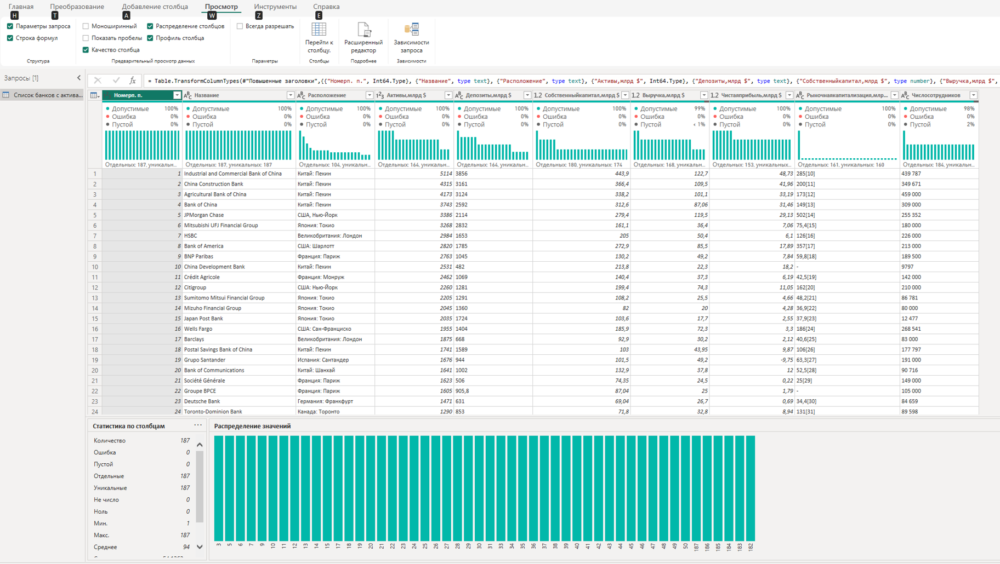 Главная Преобразование Добавление столбца Просмотр Инструменты Справка
H T A W Z E
Параметры запроса Моноширинный Распределение столбцов Всегда разрешать
Строка формул Показать пробелы Профиль столбца
Качество столбца
Перейти к столбцу.
Расширенный редактор
Зависимости запроса
Структура Предварительный просмотр данных Параметры Столбцы Подробнее Зависимости
Запросы [1]
Список банков с актива...
fx = Table.TransformColumnTypes(#"Повышенные заголовки",{{"Номерп. п.", Int64.Type}, {"Название", type text}, {"Расположение", type text}, {"Активы,млрд $", Int64.Type}, {"Депозиты,млрд $", type text}, {"Собственныйкапитал,млрд $", type number}, {"Выручка,млрд $",
Номерп. п. ABC Название ABC Расположение 123 Активы,млрд $ ABC Депозиты,млрд $ 1.2 Собственныйкапитал,млрд $ 1.2 Выручка,млрд $ 1.2 Чистаяприбыль,млрд $ ABC Рыночнаякапитализация,млр... ABC Числосотрудников
Допустимые 100% Допустимые 100% Допустимые 100% Допустимые 100% Допустимые 100% Допустимые 100% Допустимые 99% Допустимые 100% Допустимые 100% Допустимые 98%
Ошибка 0% Ошибка 0% Ошибка 0% Ошибка 0% Ошибка 0% Ошибка 0% Ошибка 0% Ошибка 0% Ошибка 0% Ошибка 0%
Пустой 0% Пустой 0% Пустой 0% Пустой 0% Пустой 0% Пустой 0% Пустой < 1% Пустой 0% Пустой 0% Пустой 2%
Отдельных: 187, уникальн... Отдельных: 187, уникальных: 187 Отдельных: 104, уникальн... Отдельных: 164, уникальн... Отдельных: 164, уникальн... Отдельных: 180, уникальных: 174 Отдельных: 168, уникальн... Отдельных: 153, уникальных... Отдельных: 161, уникальных: 160 Отдельных: 184, уникальн...
1 1 Industrial and Commercial Bank of China Китай: Пекин 5114 3856 443,9 122,7 48,73 285[10] 439 787
2 2 China Construction Bank Китай: Пекин 4315 3161 366,4 109,5 41,96 200[11] 349 671
3 3 Agricultural Bank of China Китай: Пекин 4173 3124 338,2 101,1 33,19 173[12] 459 000
4 4 Bank of China Китай: Пекин 3743 2592 312,6 87,06 31,46 149[13] 309 000
5 5 JPMorgan Chase США, Нью-Йорк 3386 2114 279,4 119,5 29,13 502[14] 255 352
6 6 Mitsubishi UFJ Financial Group Япония: Токио 3268 2832 161,1 36,4 7,06 75,4[15] 180 000
7 7 HSBC Великобритания: Лондон 2984 1653 205 50,4 6,1 126[16] 226 000
8 8 Bank of America США: Шарлотт 2820 1785 272,9 85,5 17,89 357[17] 213 000
9 9 BNP Paribas Франция: Париж 2763 1045 130,2 49,2 7,84 59,8[18] 189 500
10 10 China Development Bank Китай: Пекин 2531 482 213,8 22,3 18,2 - 9797
11 11 Crédit Agricole Франция: Монруж 2462 1069 140,4 37,3 6,19 42,5[19] 142 000
12 12 Citigroup США: Нью-Йорк 2260 1281 199,4 74,3 11,05 162[20] 210 000
13 13 Sumitomo Mitsui Financial Group Япония: Токио 2205 1291 108,2 25,5 4,66 48,2[21] 86 781
14 14 Mizuho Financial Group Япония: Токио 2045 1360 82 20 4,28 36,9[22] 80 000
15 15 Japan Post Bank Япония: Токио 2035 1724 103,6 17,7 2,55 37,9[23] 12 477
16 16 Wells Fargo США: Сан-Франциско 1955 1404 185,9 72,3 3,3 186[24] 268 541
17 17 Barclays Великобритания: Лондон 1875 668 92,9 30,2 2,12 40,6[25] 83 000
18 18 Postal Savings Bank of China Китай: Пекин 1741 1589 103 43,95 9,87 106[26] 177 797
19 19 Grupo Santander Испания: Сантандер 1676 944 101,5 49,2 -9,75 63,3[27] 191 000
20 20 Bank of Communications Китай: Шанхай 1641 1002 132,9 37,8 12 52,5[28] 90 716
21 21 Société Générale Франция: Париж 1623 506 74,35 24,5 0,22 25[29] 149 000
22 22 Groupe BPCE Франция: Париж 1605 905,8 87,04 25 1,79 - 105 000
23 23 Deutsche Bank Германия: Франкфурт 1471 631 69,04 26,7 0,69 34,4[30] 84 659
24 24 Toronto-Dominion Bank Канада: Торонто 1290 853 71,8 32,8 8,94 131[31] 89 598
Статистика по столбцам ... Распределение значений
Количество 187
Ошибка 0
Пустой 0
Отдельные 187
Уникальные 187
Не число 0
Ноль 0
Мин. 1
Макс. 187
Среднее 94
3 5 6 7 9 10 11 12 13 14 15 17 18 19 20 21 22 23 24 25 26 27 28 29 30 31 33 34 35 36 37 38 39 40 41 42 43 44 45 46 47 48 49 50 187 186 185 184 183 182